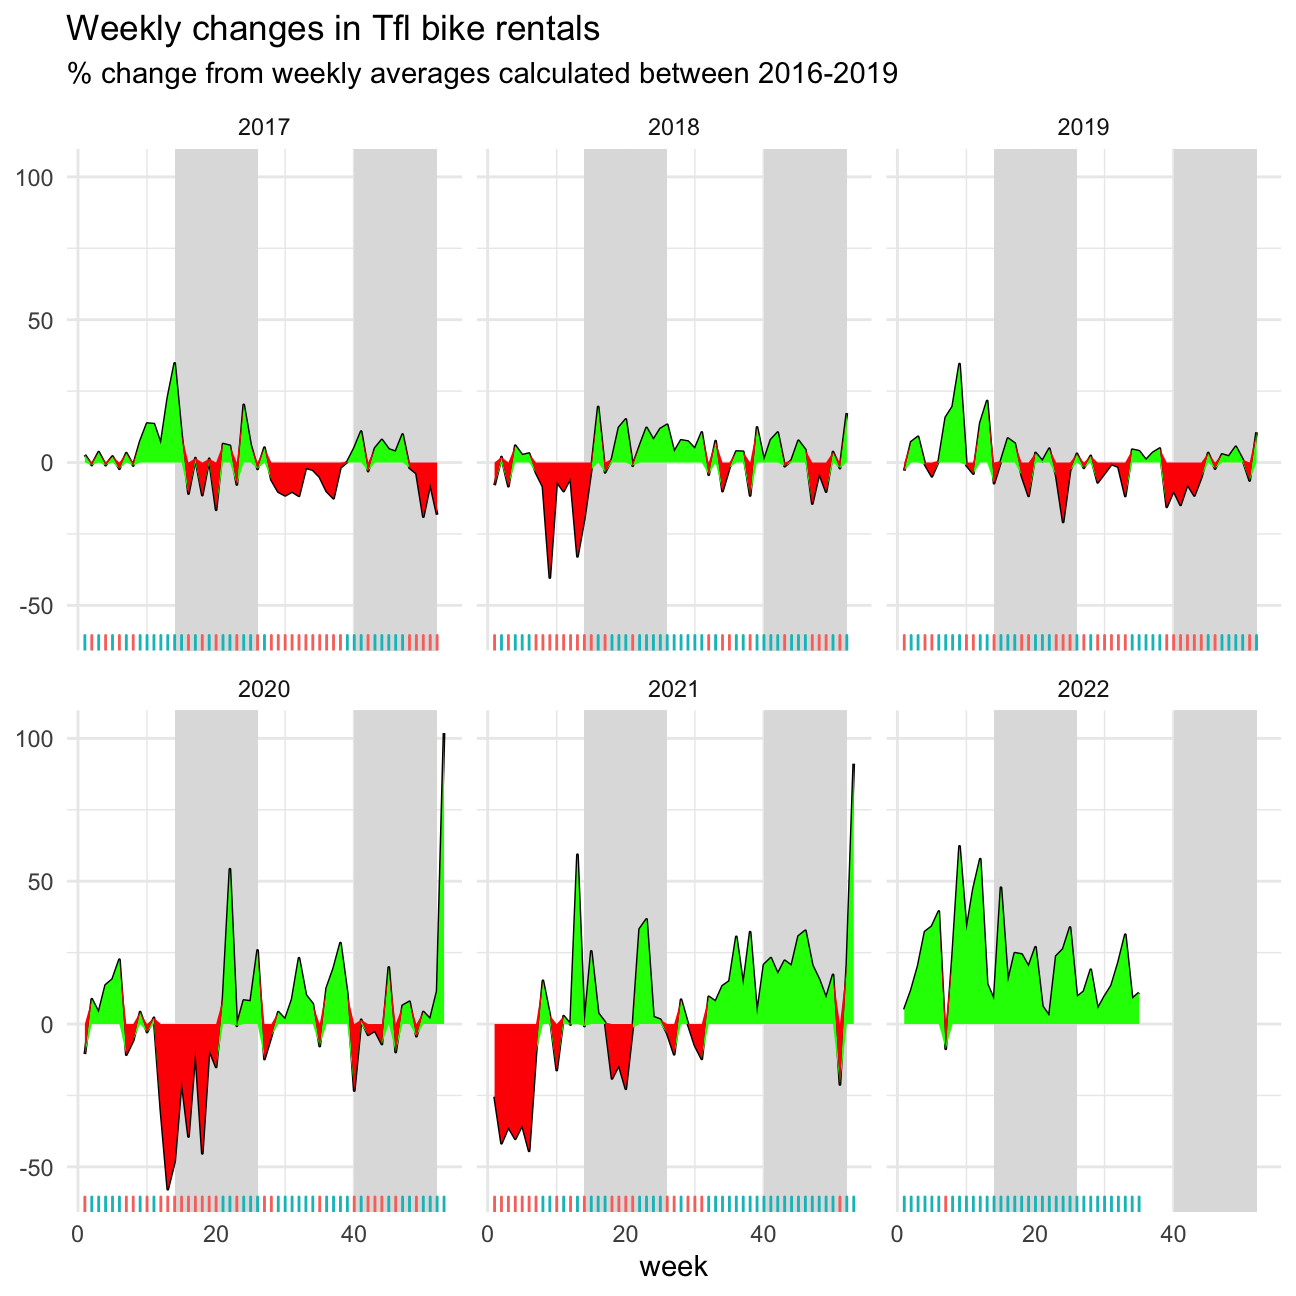 Weekly changes in Tfl bike rentals
% change from weekly averages calculated between 2016-2019
2017 2018 2019
100
50
0
-50
2020 2021 2022
100
50
0
-50
0 20 40 0 20 40 0 20 40
week